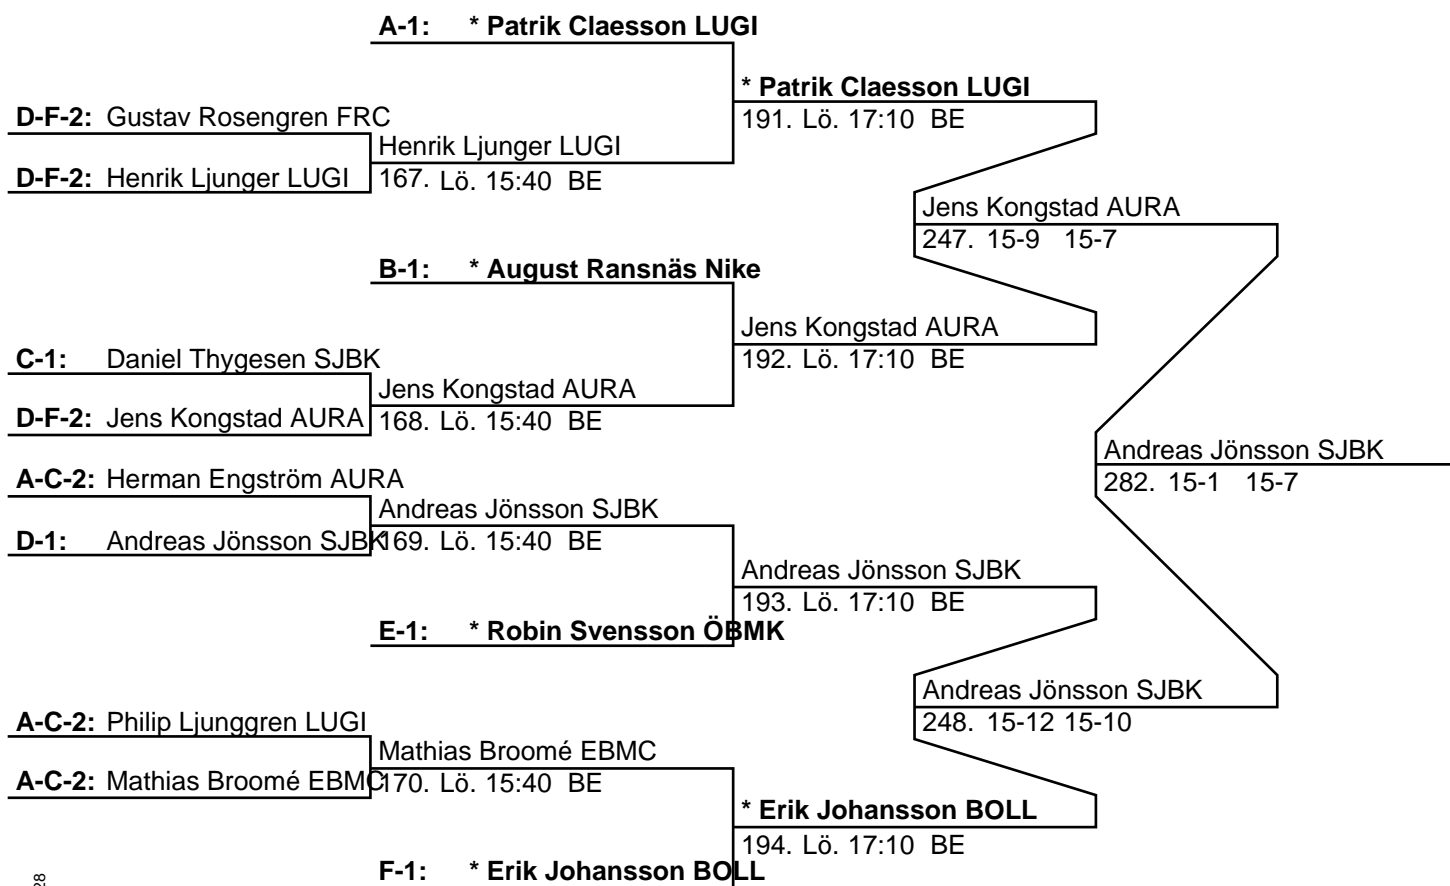 A-1: * Patrik Claesson LUGI
* Patrik Claesson LUGI
D-F-2: Gustav Rosengren FRC
191. Lö. 17:10 BE
Henrik Ljunger LUGI
D-F-2: Henrik Ljunger LUGI
167. Lö. 15:40 BE
Jens Kongstad AURA
247. 15-9 15-7
B-1: * August Ransnäs Nike
Jens Kongstad AURA
C-1: Daniel Thygesen SJBK
192. Lö. 17:10 BE
Jens Kongstad AURA
D-F-2: Jens Kongstad AURA
168. Lö. 15:40 BE
Andreas Jönsson SJBK
A-C-2: Herman Engström AURA
282. 15-1 15-7
Andreas Jönsson SJBK
D-1: Andreas Jönsson SJBK
169. Lö. 15:40 BE
Andreas Jönsson SJBK
193. Lö. 17:10 BE
E-1: * Robin Svensson ÖBMK
Andreas Jönsson SJBK
A-C-2: Philip Ljunggren LUGI
248. 15-12 15-10
Mathias Broomé EBMC
A-C-2: Mathias Broomé EBMC
170. Lö. 15:40 BE
* Erik Johansson BOLL
194. Lö. 17:10 BE
F-1: * Erik Johansson BOLL
28